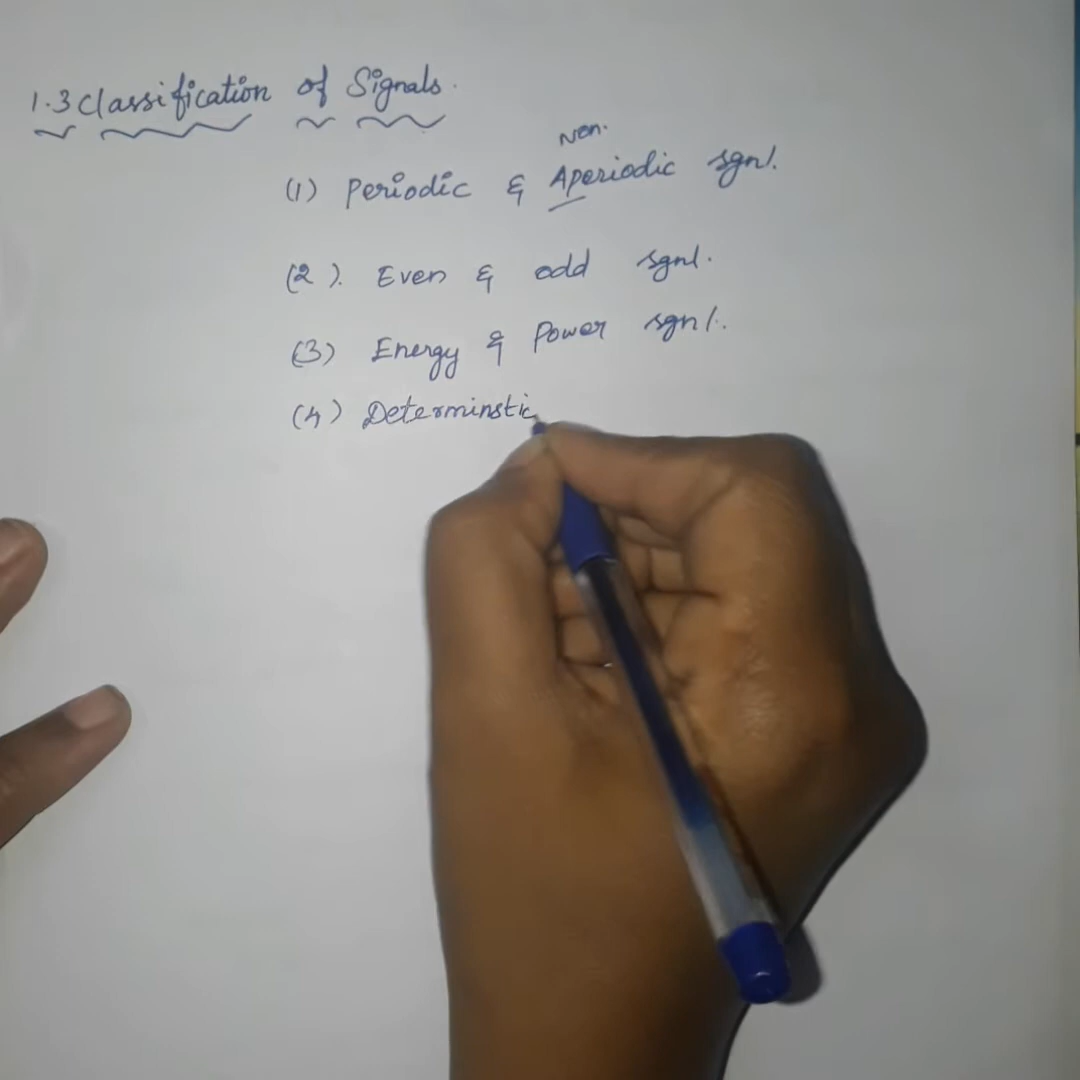 1.3 Classification of Signals.
Non.
(1) Periodic & Aperiodic sgnl.
(2). Even & odd sgnl.
(3) Energy & Power sgnl.
(4) Determinstic